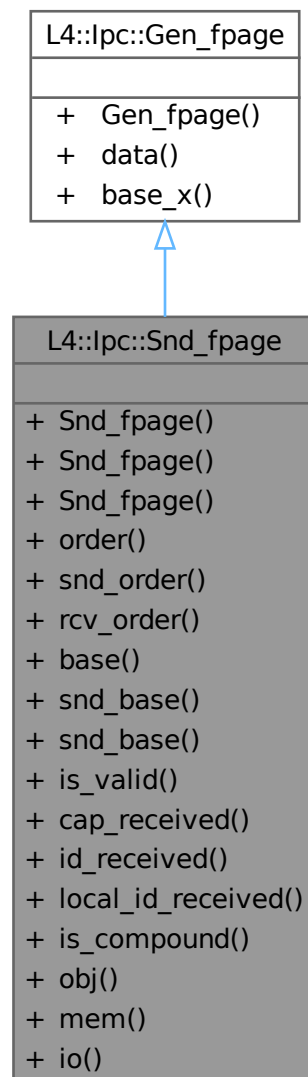 L4::Ipc::Gen_fpage
+ Gen_fpage()
+ data()
+ base_x()
L4::Ipc::Snd_fpage
+ Snd_fpage()
+ Snd_fpage()
+ Snd_fpage()
+ order()
+ snd_order()
+ rcv_order()
+ base()
+ snd_base()
+ snd_base()
+ is_valid()
+ cap_received()
+ id_received()
+ local_id_received()
+ is_compound()
+ obj()
+ mem()
+ io()